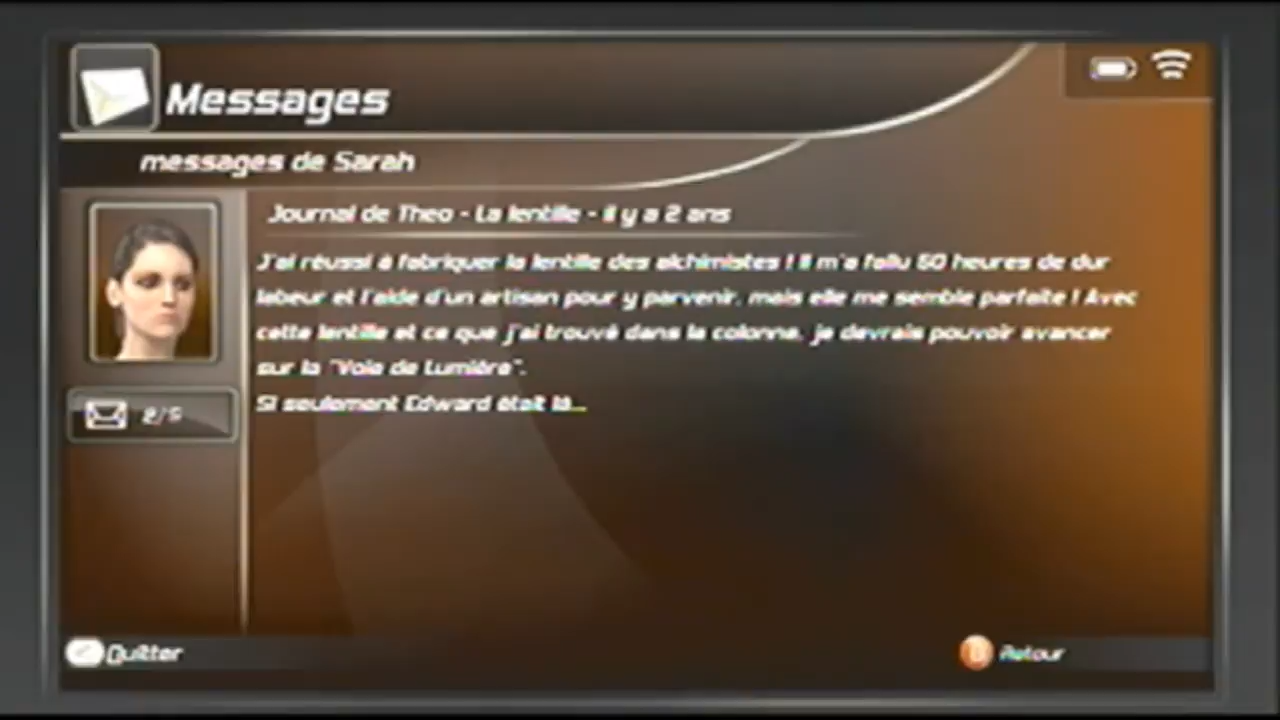 Messages
messages de Sarah
Journal de Theo - La lentille - il y a 2 ans
J'ai réussi à fabriquer la lentille des alchimistes ! Il m'a fallu 60 heures de dur
labeur et l'aide d'un artisan pour y parvenir, mais elle me semble parfaite ! Avec
cette lentille et ce que j'ai trouvé dans la colonne, je devrais pouvoir avancer
sur la "Voie de Lumière".
Si seulement Edward était là...
2/5
Quitter
B Retour